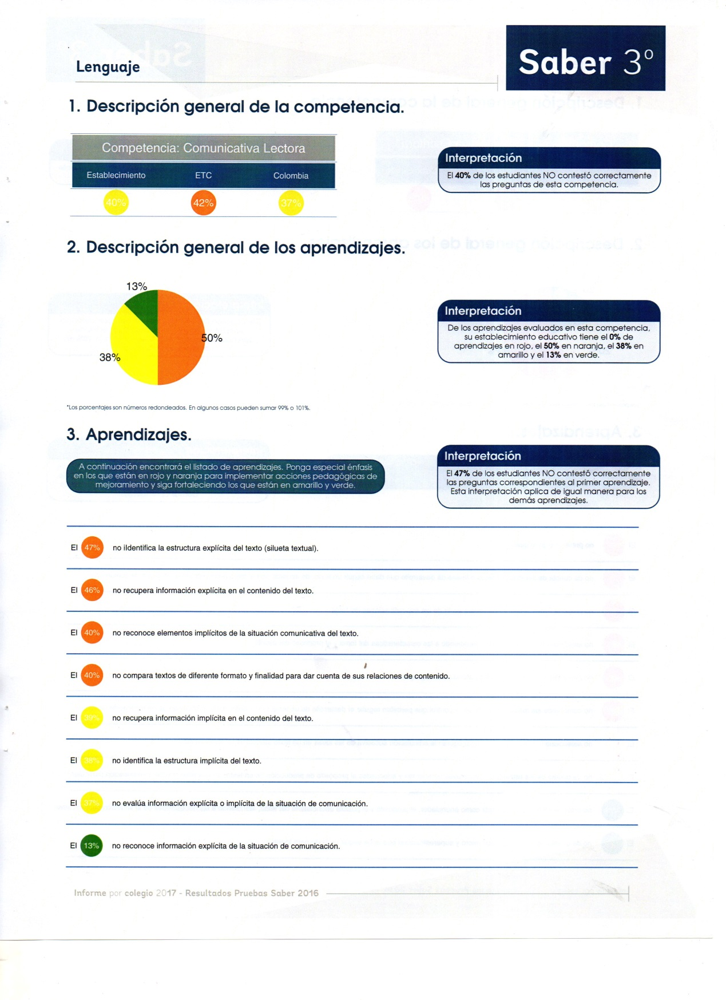 Lenguaje
Saber 3º
1. Descripción general de la competencia.
Competencia: Comunicativa Lectora
Establecimiento ETC Colombia
40% 42% 37%
Interpretación
El 40% de los estudiantes NO contestó correctamente
las preguntas de esta competencia.
2. Descripción general de los aprendizajes.
13%
50%
38%
Interpretación
De los aprendizajes evaluados en esta competencia,
su establecimiento educativo tiene el 0% de
aprendizajes en rojo, el 50% en naranja, el 38% en
amarillo y el 13% en verde.
*Los porcentajes son números redondeados. En algunos casos pueden sumar 99% o 101%.
3. Aprendizajes.
A continuación encontrará el listado de aprendizajes. Ponga especial énfasis
en los que están en rojo y naranja para implementar acciones pedagógicas de
mejoramiento y siga fortaleciendo los que están en amarillo y verde.
Interpretación
El 47% de los estudiantes NO contestó correctamente
las preguntas correspondientes al primer aprendizaje.
Esta interpretación aplica de igual manera para los
demás aprendizajes.
El 47% no iIdentifica la estructura explícita del texto (silueta textual).
El 46% no recupera información explícita en el contenido del texto.
El 40% no reconoce elementos implícitos de la situación comunicativa del texto.
El 40% no compara textos de diferente formato y finalidad para dar cuenta de sus relaciones de contenido.
El 39% no recupera información implícita en el contenido del texto.
El 38% no identifica la estructura implícita del texto.
El 37% no evalúa información explícita o implícita de la situación de comunicación.
El 13% no reconoce información explícita de la situación de comunicación.
Informe por colegio 2017 - Resultados Pruebas Saber 2016